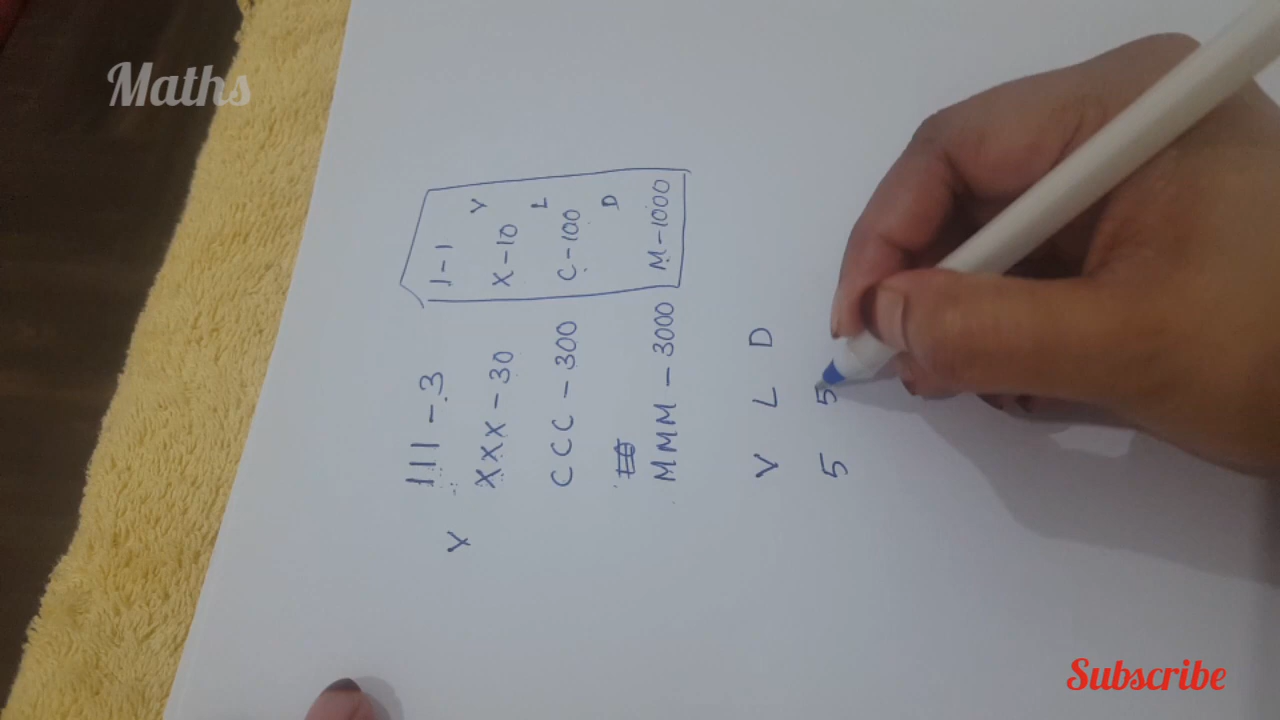 Maths
I - 1
V
X - 10
L
C - 100
D
M - 1000
III - 3
V
XXX - 30
CCC - 300
MMM - 3000
V L D
5 5
Subscribe